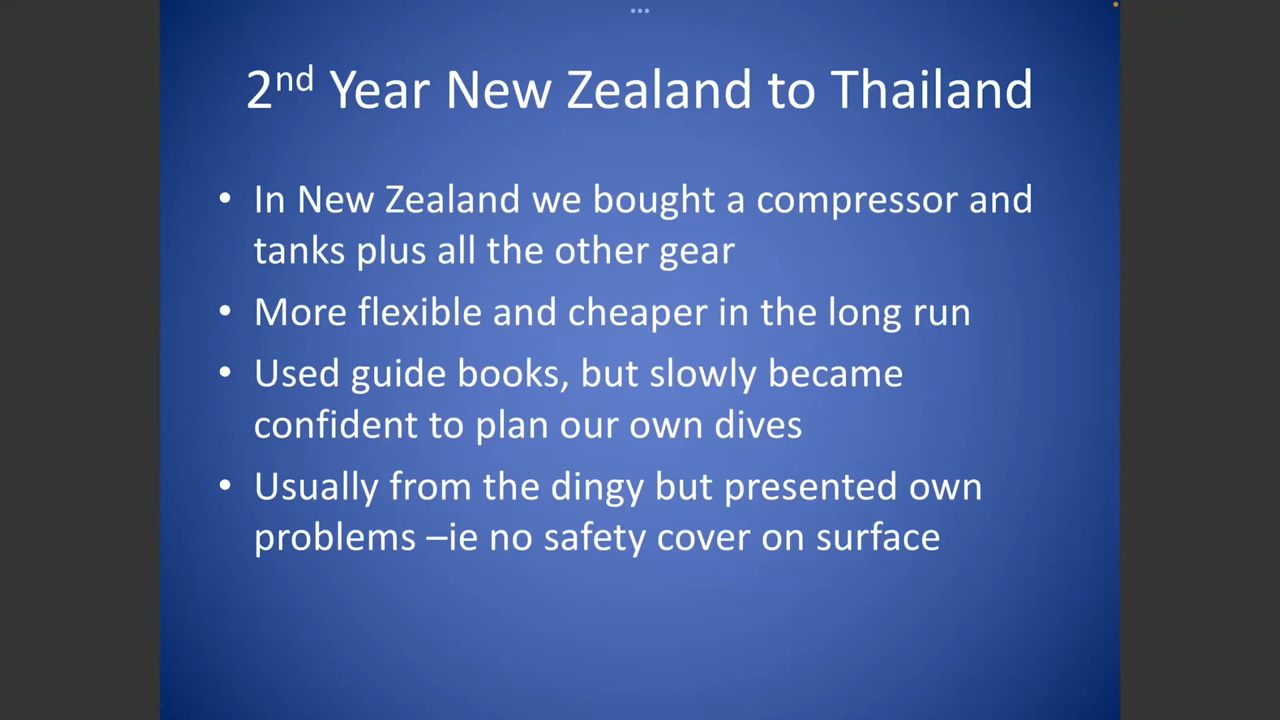 2nd Year New Zealand to Thailand
• In New Zealand we bought a compressor and
tanks plus all the other gear
• More flexible and cheaper in the long run
• Used guide books, but slowly became
confident to plan our own dives
• Usually from the dingy but presented own
problems –ie no safety cover on surface